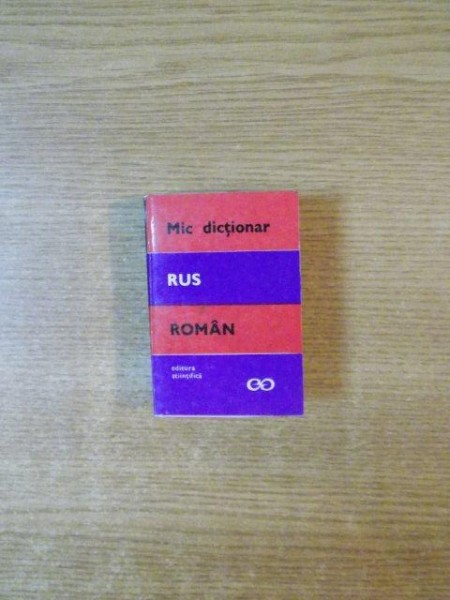 Mic dicționar
RUS
ROMÂN
editura
științifică